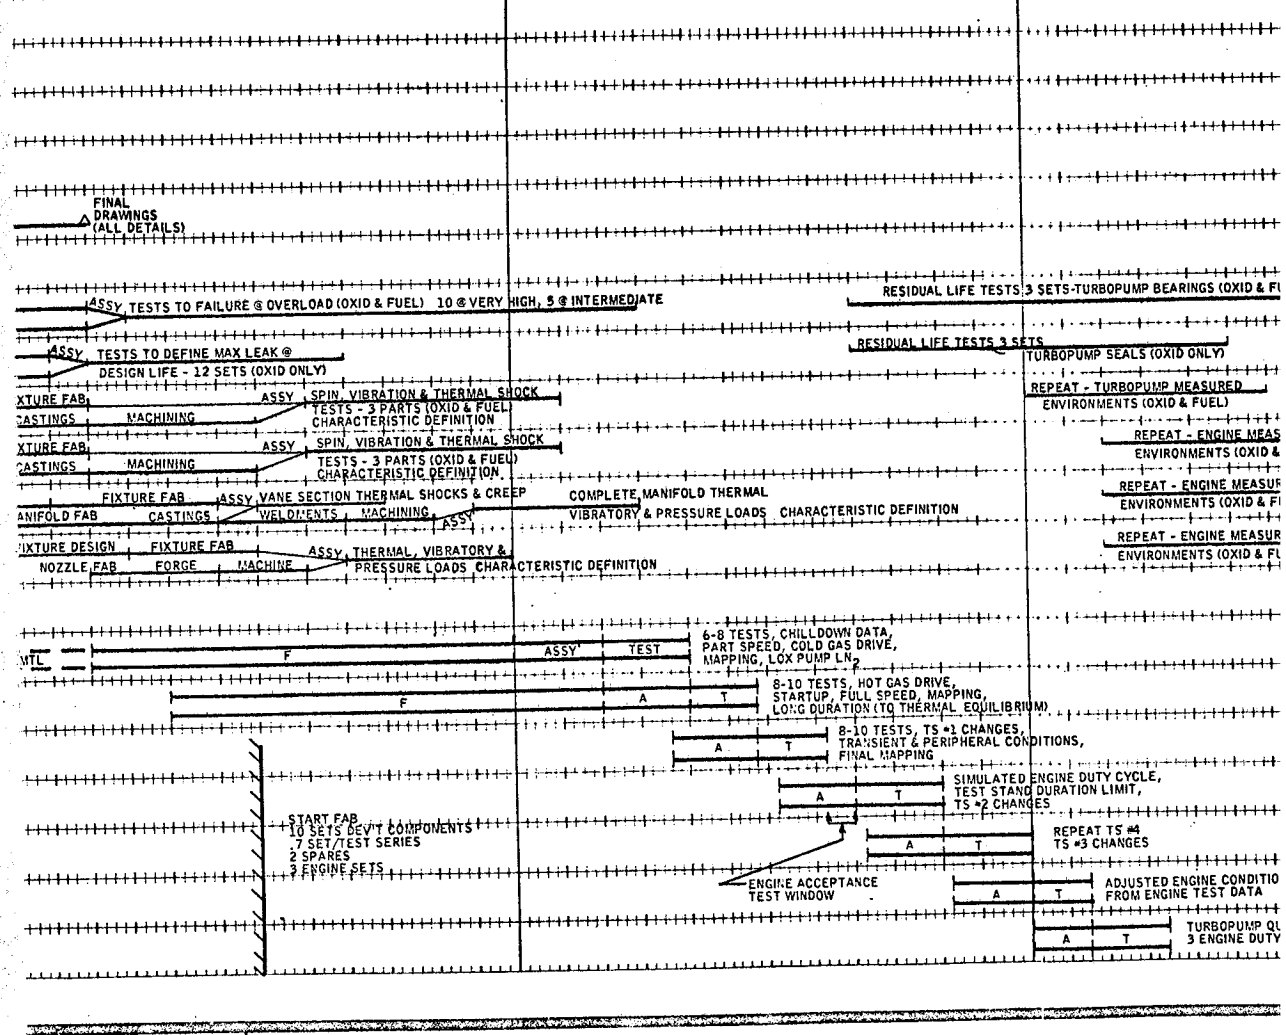 FINAL
DRAWINGS
(ALL DETAILS)
ASSY TESTS TO FAILURE @ OVERLOAD (OXID & FUEL) 10 @ VERY HIGH, 5 @ INTERMEDIATE
RESIDUAL LIFE TESTS 3 SETS-TURBOPUMP BEARINGS (OXID & FU
ASSY TESTS TO DEFINE MAX LEAK @
DESIGN LIFE - 12 SETS (OXID ONLY)
RESIDUAL LIFE TESTS 3 SETS
TURBOPUMP SEALS (OXID ONLY)
XTURE FAB ASSY SPIN, VIBRATION & THERMAL SHOCK
CASTINGS MACHINING TESTS - 3 PARTS (OXID & FUEL)
CHARACTERISTIC DEFINITION
REPEAT - TURBOPUMP MEASURED
ENVIRONMENTS (OXID & FUEL)
XTURE FAB ASSY SPIN, VIBRATION & THERMAL SHOCK
CASTINGS MACHINING TESTS - 3 PARTS (OXID & FUEL)
CHARACTERISTIC DEFINITION
REPEAT - ENGINE MEAS
ENVIRONMENTS (OXID &
FIXTURE FAB ASSY VANE SECTION THERMAL SHOCKS & CREEP COMPLETE MANIFOLD THERMAL
ANIFOLD FAB CASTINGS WELDMENTS MACHINING ASSY VIBRATORY & PRESSURE LOADS CHARACTERISTIC DEFINITION
REPEAT - ENGINE MEASUR
ENVIRONMENTS (OXID & F
FIXTURE DESIGN FIXTURE FAB ASSY THERMAL, VIBRATORY &
NOZZLE FAB FORGE MACHINE PRESSURE LOADS CHARACTERISTIC DEFINITION
REPEAT - ENGINE MEASUR
ENVIRONMENTS (OXID & FU
MTL F ASSY TEST
6-8 TESTS, CHILLDOWN DATA,
PART SPEED, COLD GAS DRIVE,
MAPPING, LOX PUMP LN2
F A T
8-10 TESTS, HOT GAS DRIVE,
STARTUP, FULL SPEED, MAPPING,
LONG DURATION (TO THERMAL EQUILIBRIUM)
A T
8-10 TESTS, TS #1 CHANGES,
TRANSIENT & PERIPHERAL CONDITIONS,
FINAL MAPPING
A T
SIMULATED ENGINE DUTY CYCLE,
TEST STAND DURATION LIMIT,
TS #2 CHANGES
START FAB
10 SETS DEV'T COMPONENTS
.7 SET/TEST SERIES
2 SPARES
3 ENGINE SETS
A T
REPEAT TS #4
TS #3 CHANGES
ENGINE ACCEPTANCE
TEST WINDOW
A T
ADJUSTED ENGINE CONDITIO
FROM ENGINE TEST DATA
A T
TURBOPUMP QU
3 ENGINE DUTY